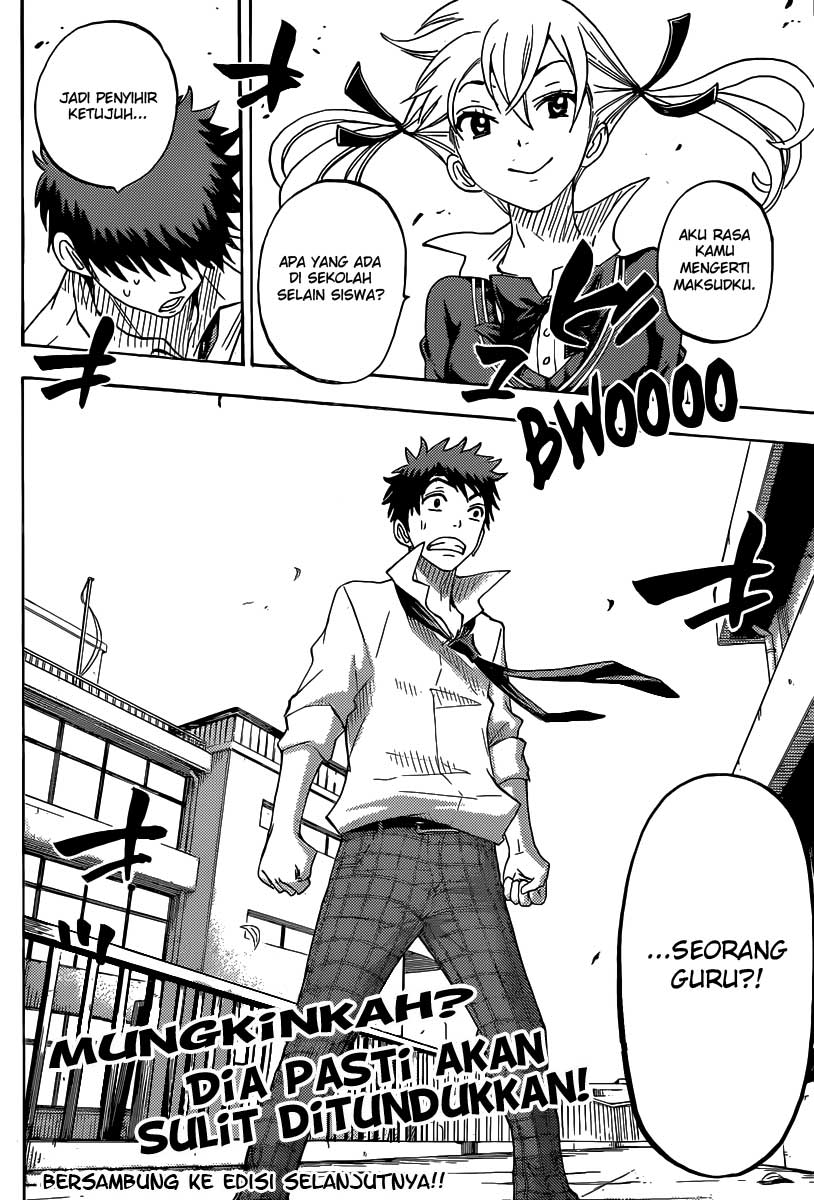 AKU RASA
KAMU
MENGERTI
MAKSUDKU.
APA YANG ADA
DI SEKOLAH
SELAIN SISWA?
JADI PENYIHIR
KETUJUH...
BWOOOO
...SEORANG
GURU?!
MUNGKINKAH?
DIA PASTI AKAN
SULIT DITUNDUKKAN!
BERSAMBUNG KE EDISI SELANJUTNYA!!